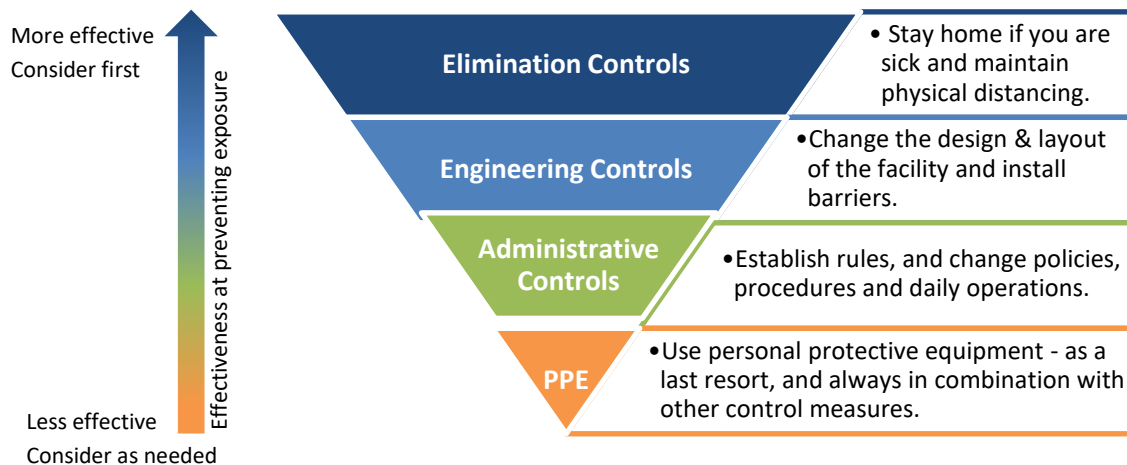 More effective
Consider first
Effectiveness at preventing exposure
Less effective
Consider as needed
Elimination Controls
• Stay home if you are
sick and maintain
physical distancing.
Engineering Controls
•Change the design & layout
of the facility and install
barriers.
Administrative
Controls
•Establish rules, and change policies,
procedures and daily operations.
PPE
•Use personal protective equipment - as a
last resort, and always in combination with
other control measures.